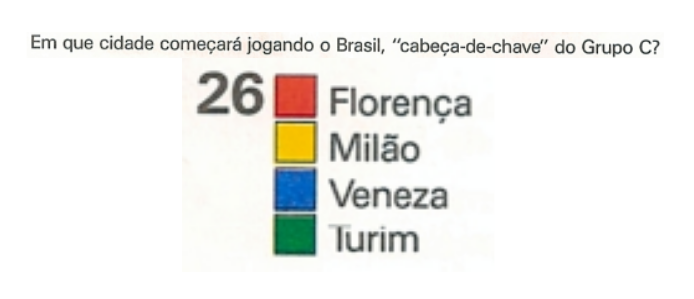 Em que cidade começará jogando o Brasil, “cabeça-de-chave” do Grupo C?
26 Florença
Milão
Veneza
Turim